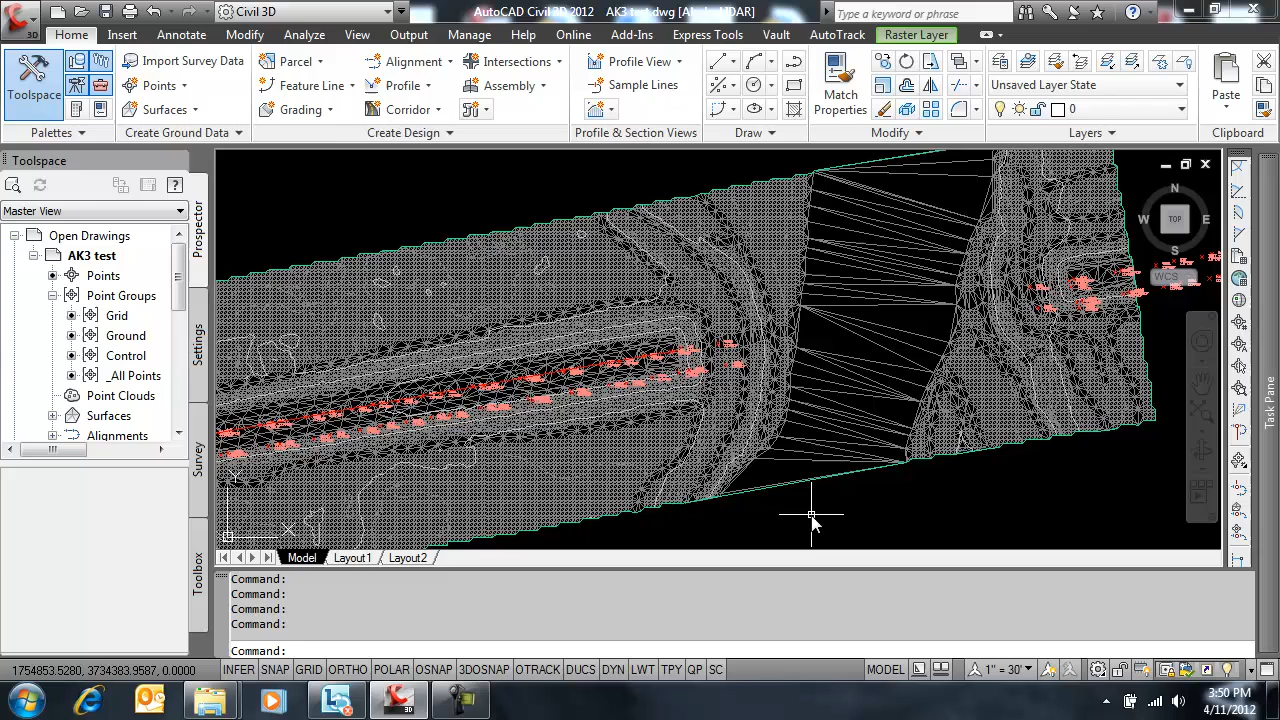 Civil 3D
AutoCAD Civil 3D 2012
AK3 test.dwg
Type a keyword or phrase
3D
Home
Insert
Annotate
Modify
Analyze
View
Output
Manage
Help
Online
Add-Ins
Express Tools
Vault
AutoTrack
Raster Layer
Toolspace
Palettes
Import Survey Data
Points
Surfaces
Create Ground Data
Parcel
Feature Line
Grading
Alignment
Profile
Corridor
Intersections
Assembly
Create Design
Profile View
Sample Lines
Profile & Section Views
Draw
Match
Properties
Modify
Unsaved Layer State
0
Layers
Paste
Clipboard
Toolspace
Master View
Open Drawings
AK3 test
Points
Point Groups
Grid
Ground
Control
_All Points
Point Clouds
Surfaces
Alignments
Prospector
Settings
Survey
Toolbox
N
W
TOP
E
S
WCS
Y
X
Task Pane
Model
Layout1
Layout2
Command:
Command:
Command:
Command:
Command:
1754853.5280, 3734383.9587, 0.0000
INFER
SNAP
GRID
ORTHO
POLAR
OSNAP
3DOSNAP
OTRACK
DUCS
DYN
LWT
TPY
QP
SC
MODEL
1" = 30'
3:50 PM
4/11/2012